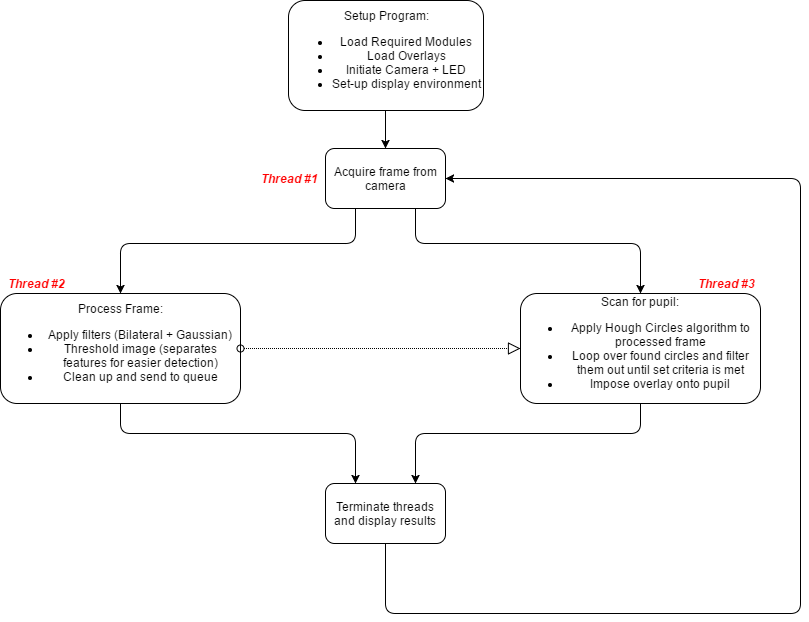 Setup Program:
Load Required Modules
Load Overlays
Initiate Camera + LED
Set-up display environment
Thread #1
Acquire frame from
camera
Thread #2
Process Frame:
Apply filters (Bilateral + Gaussian)
Threshold image (separates
features for easier detection)
Clean up and send to queue
Thread #3
Scan for pupil:
Apply Hough Circles algorithm to
processed frame
Loop over found circles and filter
them out until set criteria is met
Impose overlay onto pupil
Terminate threads
and display results